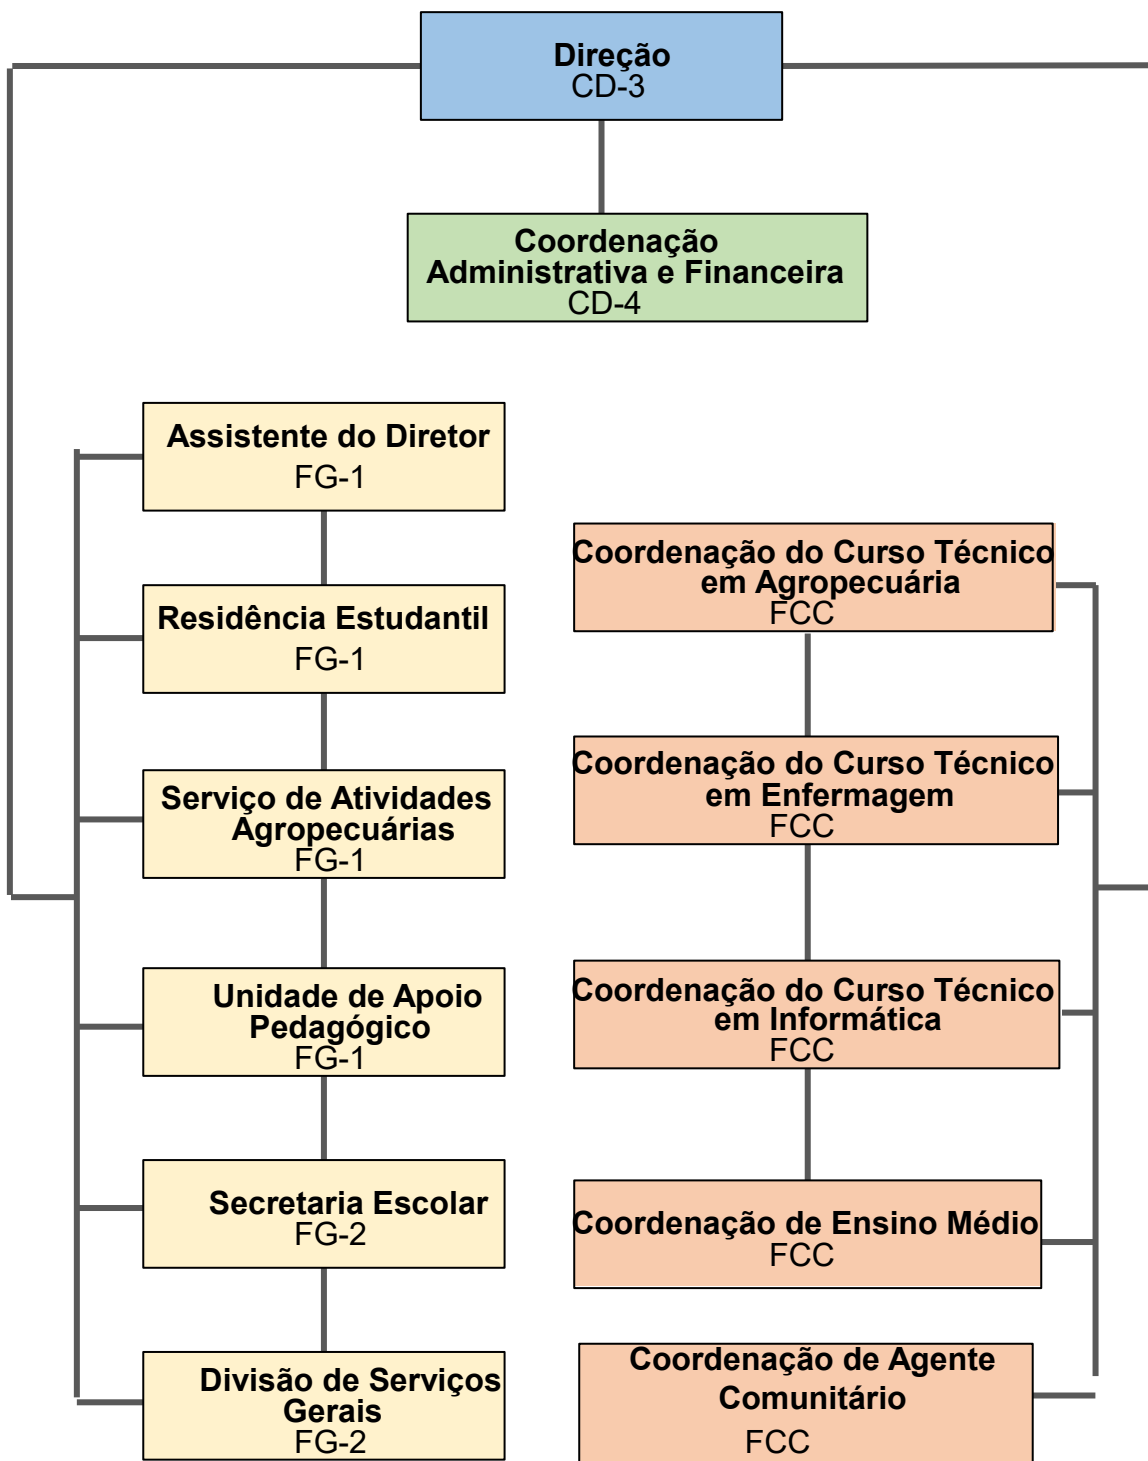 Direção
CD-3
Coordenação
Administrativa e Financeira
CD-4
Assistente do Diretor
FG-1
Residência Estudantil
FG-1
Serviço de Atividades
Agropecuárias
FG-1
Unidade de Apoio
Pedagógico
FG-1
Secretaria Escolar
FG-2
Divisão de Serviços
Gerais
FG-2
Coordenação do Curso Técnico
em Agropecuária
FCC
Coordenação do Curso Técnico
em Enfermagem
FCC
Coordenação do Curso Técnico
em Informática
FCC
Coordenação de Ensino Médio
FCC
Coordenação de Agente
Comunitário
FCC